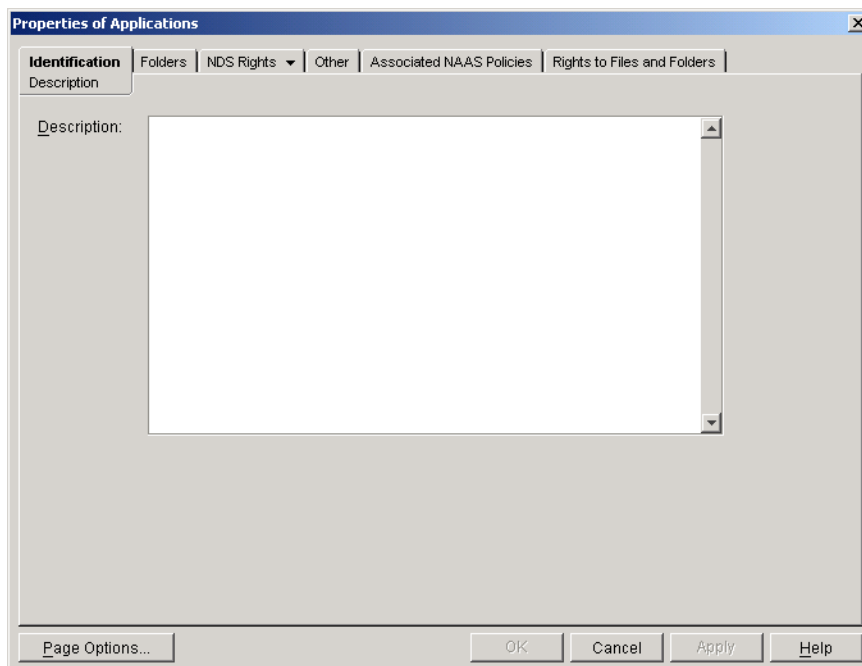 Properties of Applications
Identification Folders NDS Rights Other Associated NAAS Policies Rights to Files and Folders
Description
Description:
Page Options... OK Cancel Apply Help